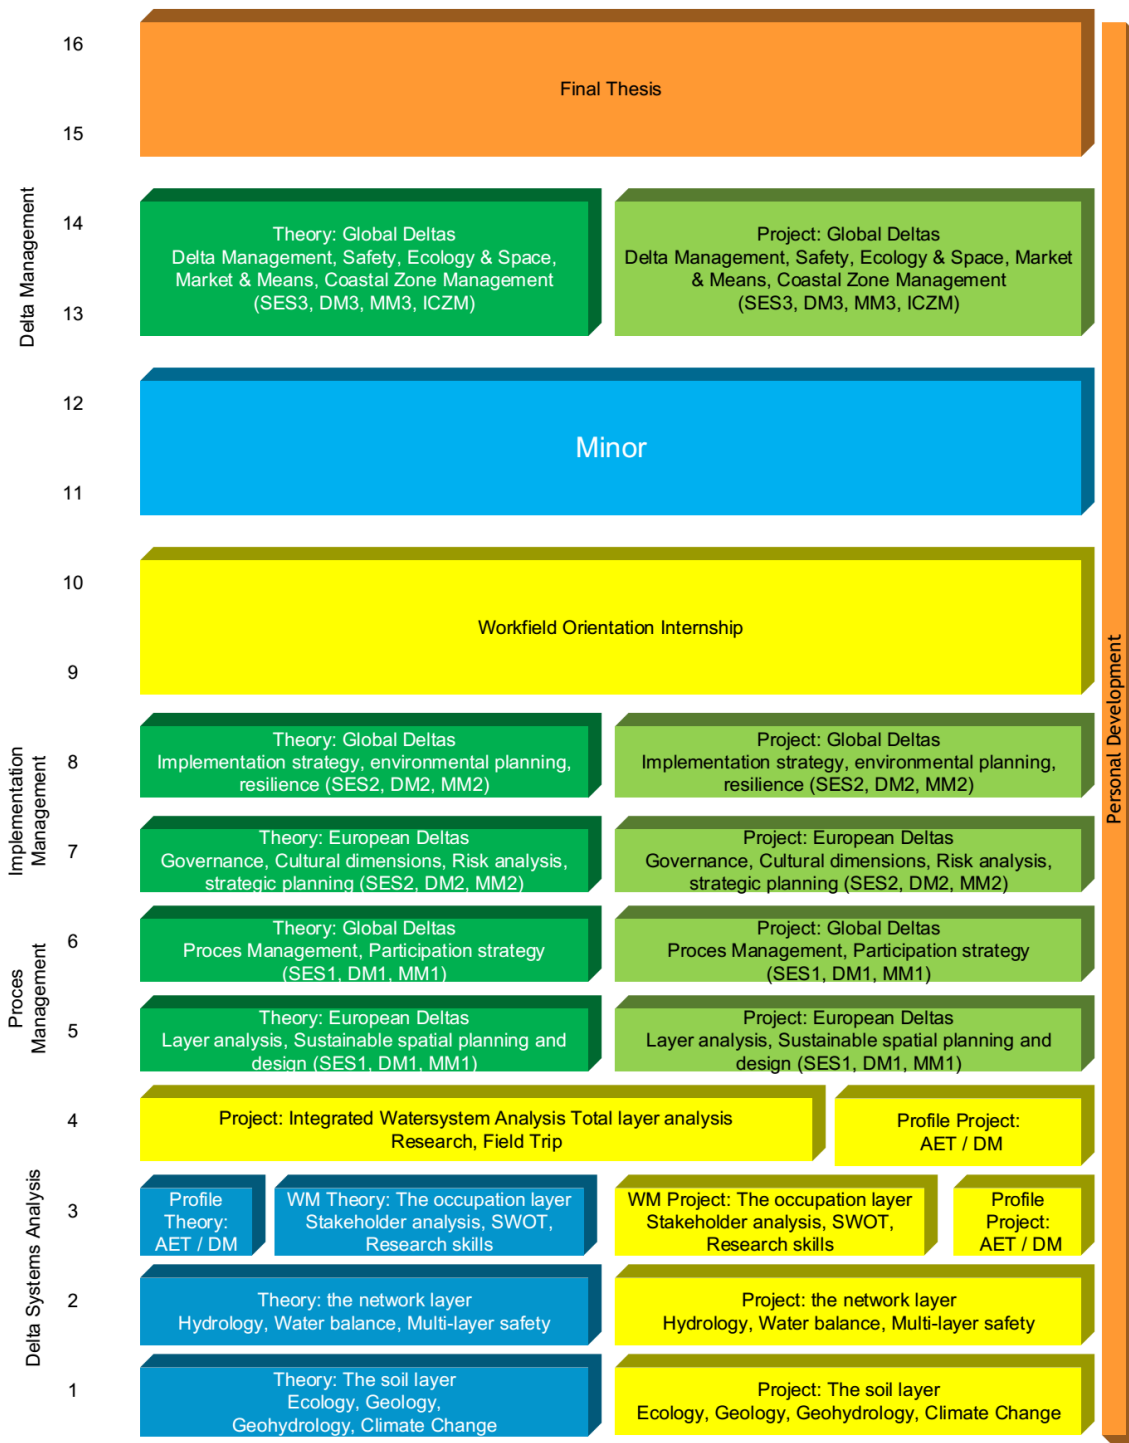 16
Final Thesis
15
Delta Management
14
Theory: Global Deltas
Delta Management, Safety, Ecology & Space,
Market & Means, Coastal Zone Management
(SES3, DM3, MM3, ICZM)
Project: Global Deltas
Delta Management, Safety, Ecology & Space, Market
& Means, Coastal Zone Management
(SES3, DM3, MM3, ICZM)
13
12
Minor
11
10
Workfield Orientation Internship
9
Personal Development
Implementation
Management
8
Theory: Global Deltas
Implementation strategy, environmental planning,
resilience (SES2, DM2, MM2)
Project: Global Deltas
Implementation strategy, environmental planning,
resilience (SES2, DM2, MM2)
7
Theory: European Deltas
Governance, Cultural dimensions, Risk analysis,
strategic planning (SES2, DM2, MM2)
Project: European Deltas
Governance, Cultural dimensions, Risk analysis,
strategic planning (SES2, DM2, MM2)
Proces
Management
6
Theory: Global Deltas
Proces Management, Participation strategy
(SES1, DM1, MM1)
Project: Global Deltas
Proces Management, Participation strategy
(SES1, DM1, MM1)
5
Theory: European Deltas
Layer analysis, Sustainable spatial planning and
design (SES1, DM1, MM1)
Project: European Deltas
Layer analysis, Sustainable spatial planning and
design (SES1, DM1, MM1)
4
Project: Integrated Watersystem Analysis Total layer analysis
Research, Field Trip
Profile Project:
AET / DM
Delta Systems Analysis
3
Profile
Theory:
AET / DM
WM Theory: The occupation layer
Stakeholder analysis, SWOT,
Research skills
WM Project: The occupation layer
Stakeholder analysis, SWOT,
Research skills
Profile
Project:
AET / DM
2
Theory: the network layer
Hydrology, Water balance, Multi-layer safety
Project: the network layer
Hydrology, Water balance, Multi-layer safety
1
Theory: The soil layer
Ecology, Geology,
Geohydrology, Climate Change
Project: The soil layer
Ecology, Geology, Geohydrology, Climate Change